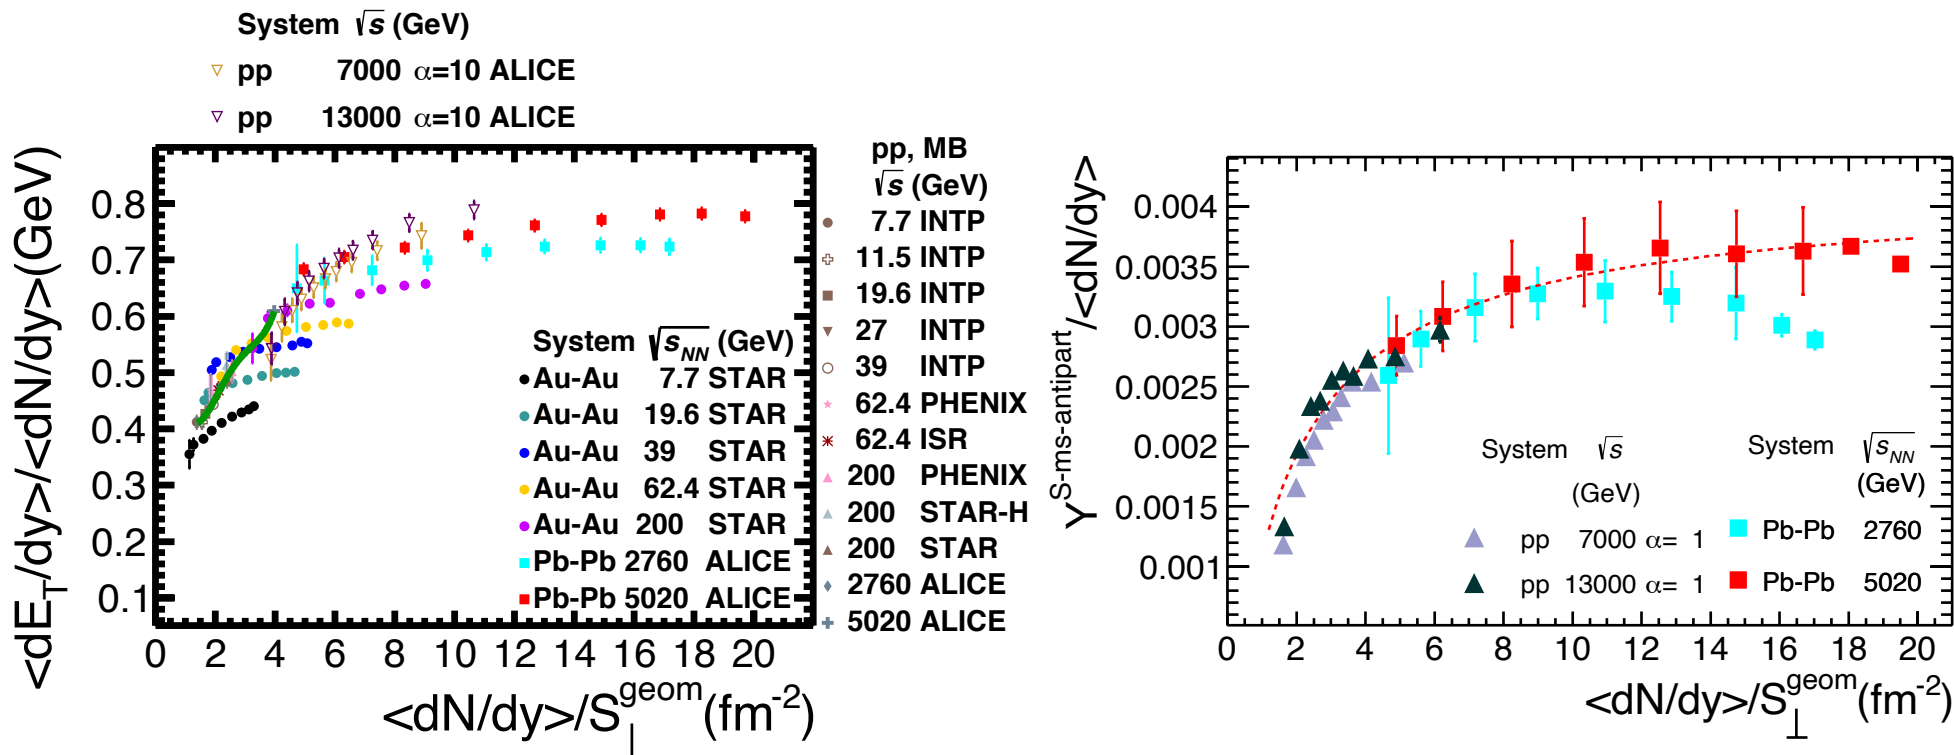 System √s (GeV)
pp 7000 α=10 ALICE
pp 13000 α=10 ALICE
<dE_T/dy>/<dN/dy>(GeV)
0.8
0.7
0.6
0.5
0.4
0.3
0.2
0.1
0 2 4 6 8 10 12 14 16 18 20
<dN/dy>/S_⊥^geom(fm^-2)
System √s_NN (GeV)
Au-Au 7.7 STAR
Au-Au 19.6 STAR
Au-Au 39 STAR
Au-Au 62.4 STAR
Au-Au 200 STAR
Pb-Pb 2760 ALICE
Pb-Pb 5020 ALICE
pp, MB
√s (GeV)
7.7 INTP
11.5 INTP
19.6 INTP
27 INTP
39 INTP
62.4 PHENIX
62.4 ISR
200 PHENIX
200 STAR-H
200 STAR
2760 ALICE
5020 ALICE
Y^S-ms-antipart/<dN/dy>
0.004
0.0035
0.003
0.0025
0.002
0.0015
0.001
0 2 4 6 8 10 12 14 16 18 20
<dN/dy>/S_⊥^geom(fm^-2)
System √s
(GeV)
pp 7000 α= 1
pp 13000 α= 1
System √s_NN
(GeV)
Pb-Pb 2760
Pb-Pb 5020